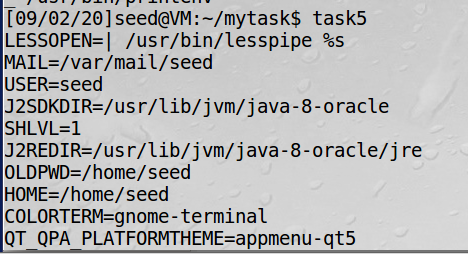 _=/usr/bin/printenv
[09/02/20]seed@VM:~/mytask$ task5
LESSOPEN=| /usr/bin/lesspipe %s
MAIL=/var/mail/seed
USER=seed
J2SDKDIR=/usr/lib/jvm/java-8-oracle
SHLVL=1
J2REDIR=/usr/lib/jvm/java-8-oracle/jre
OLDPWD=/home/seed
HOME=/home/seed
COLORTERM=gnome-terminal
QT_QPA_PLATFORMTHEME=appmenu-qt5